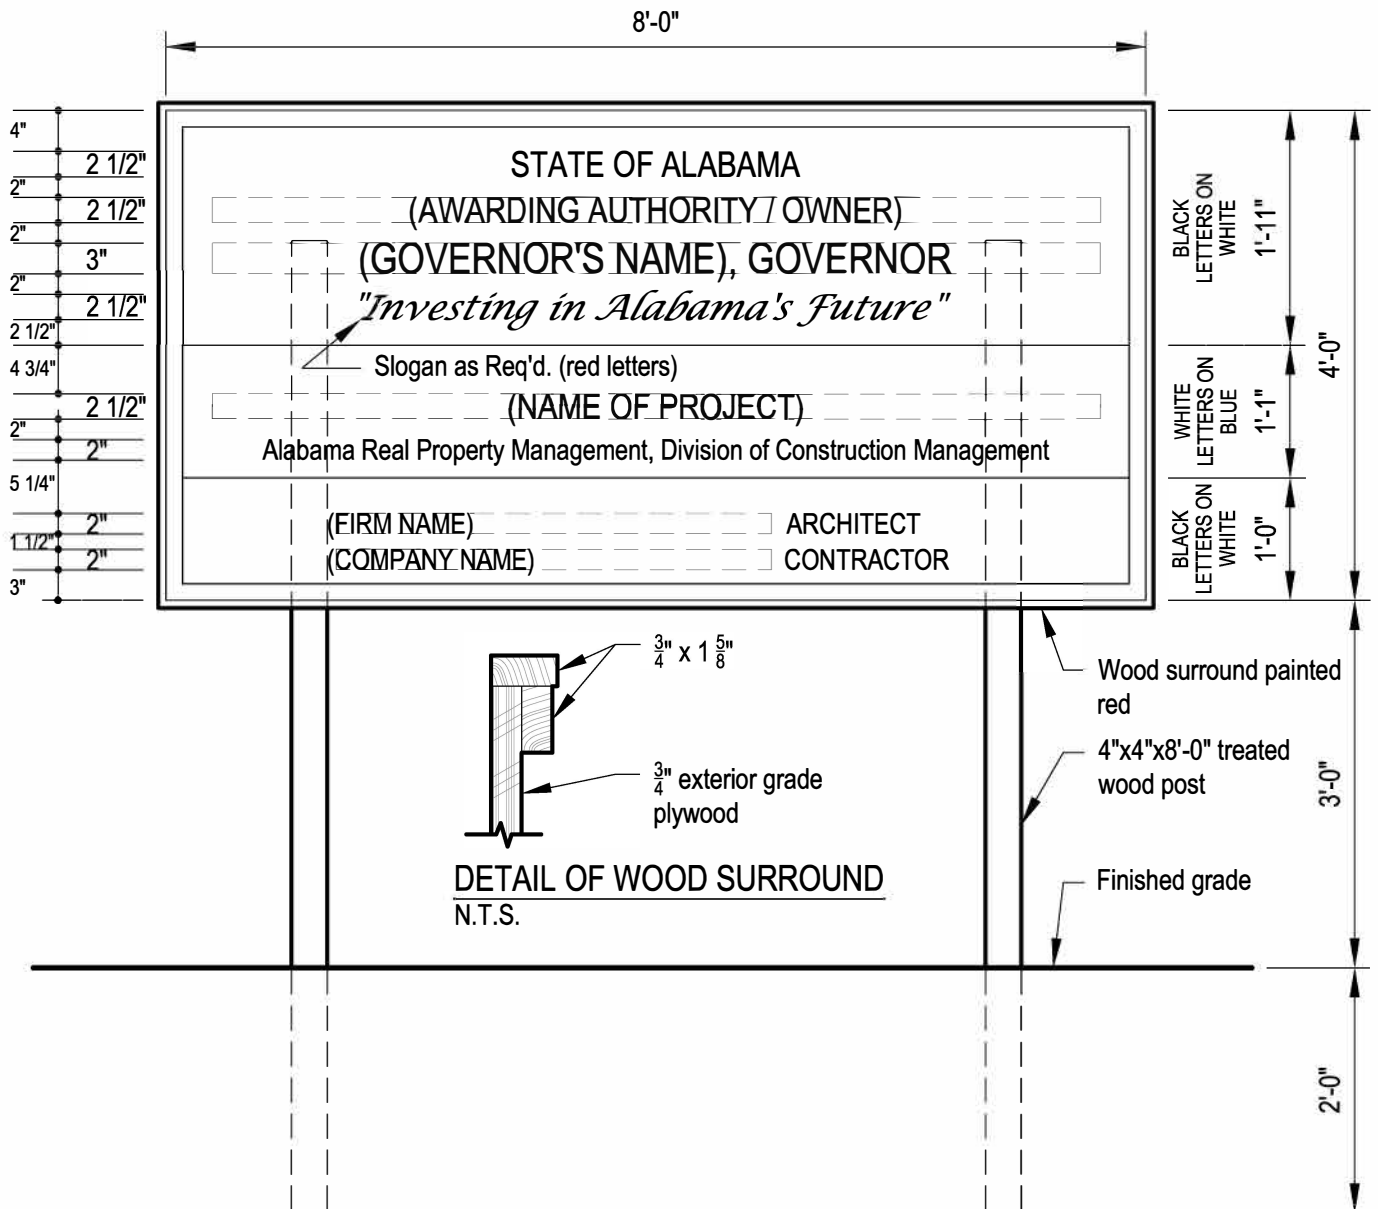 8'-0"
4"
2 1/2"
2"
2 1/2"
2"
3"
2"
2 1/2"
2 1/2"
4 3/4"
2 1/2"
2"
2"
5 1/4"
2"
1 1/2"
2"
3"
STATE OF ALABAMA
(AWARDING AUTHORITY / OWNER)
(GOVERNOR'S NAME), GOVERNOR
"Investing in Alabama's Future"
Slogan as Req'd. (red letters)
(NAME OF PROJECT)
Alabama Real Property Management, Division of Construction Management
(FIRM NAME) ARCHITECT
(COMPANY NAME) CONTRACTOR
BLACK
LETTERS ON
WHITE
1'-11"
WHITE
LETTERS ON
BLUE
1'-1"
BLACK
LETTERS ON
WHITE
1'-0"
4'-0"
3/4" x 1 5/8"
3/4" exterior grade
plywood
DETAIL OF WOOD SURROUND
N.T.S.
Wood surround painted
red
4"x4"x8'-0" treated
wood post
Finished grade
3'-0"
2'-0"